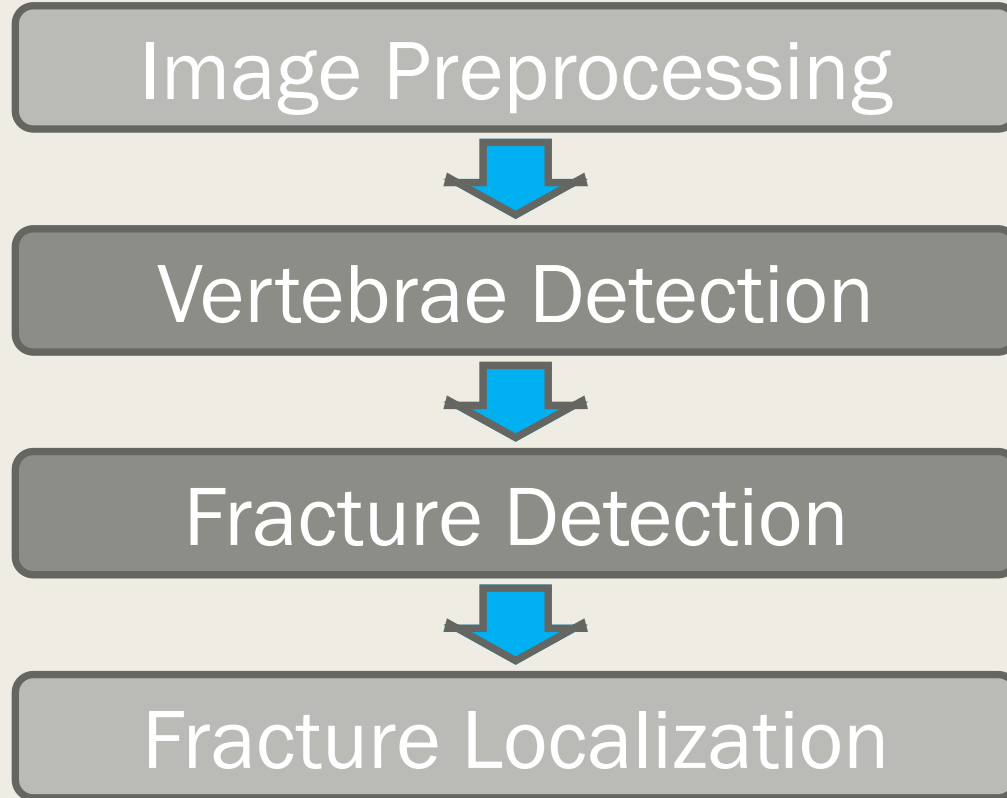 Image Preprocessing
Vertebrae Detection
Fracture Detection
Fracture Localization